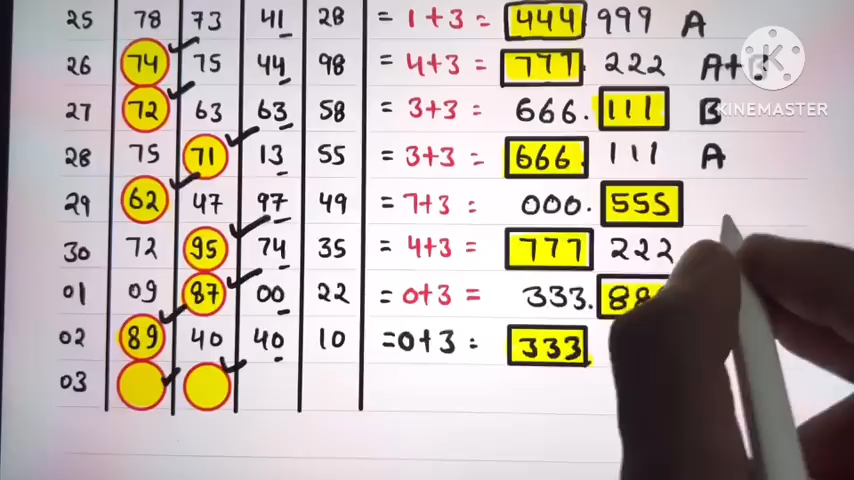 25 78 73 41 28 = 1+3 = 444 999 A
26 74 75 44 98 = 4+3 = 777. 222 A+B
27 72 63 63 58 = 3+3 = 666. 111 B
28 75 71 13 55 = 3+3 = 666. 111 A
29 62 47 97 49 = 7+3 = 000. 555
30 72 95 74 35 = 4+3 = 777 222
01 09 87 00 22 = 0+3 = 333. 888
02 89 40 40 10 =0+3 = 333.
03
KINEMASTER